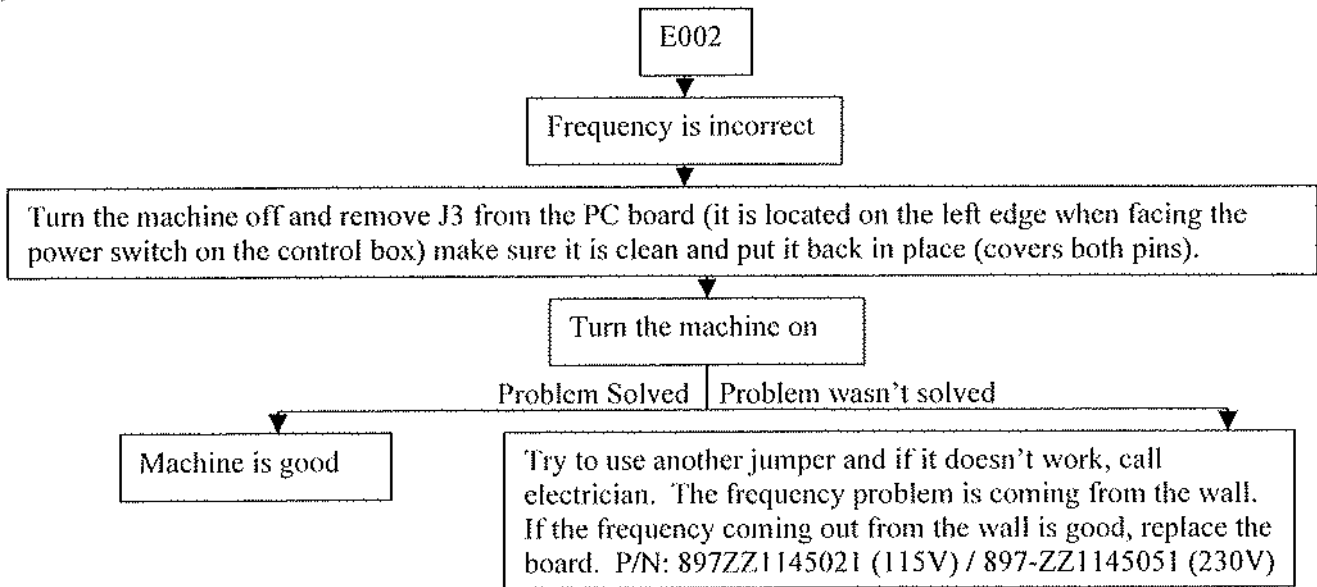 E002
Frequency is incorrect
Turn the machine off and remove J3 from the PC board (it is located on the left edge when facing the
power switch on the control box) make sure it is clean and put it back in place (covers both pins).
Turn the machine on
Problem Solved
Problem wasn't solved
Machine is good
Try to use another jumper and if it doesn't work, call
electrician. The frequency problem is coming from the wall.
If the frequency coming out from the wall is good, replace the
board. P/N: 897ZZ1145021 (115V) / 897-ZZ1145051 (230V)